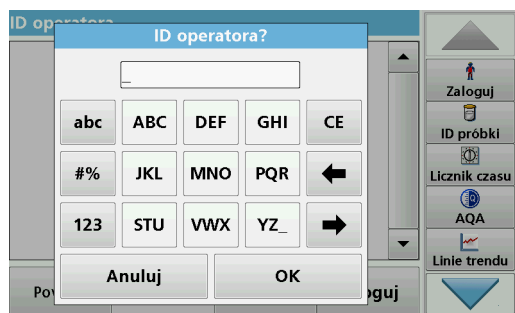 ID operatora
ID operatora?
_
abc ABC DEF GHI CE
#% JKL MNO PQR
123 STU VWX YZ_
Anuluj OK
Zaloguj
ID próbki
Licznik czasu
AQA
Linie trendu